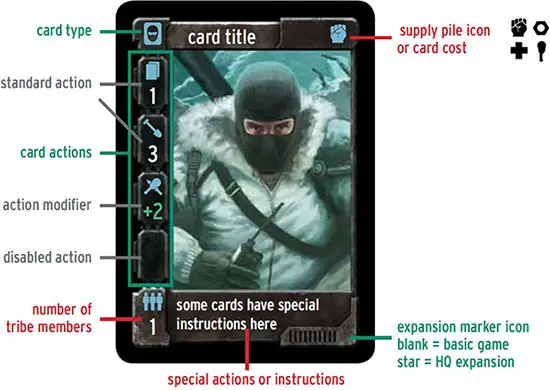 card type
card title
supply pile icon
or card cost
standard action
1
card actions
3
action modifier
+2
disabled action
number of
tribe members
1
some cards have special
instructions here
expansion marker icon
blank = basic game
star = HQ expansion
special actions or instructions